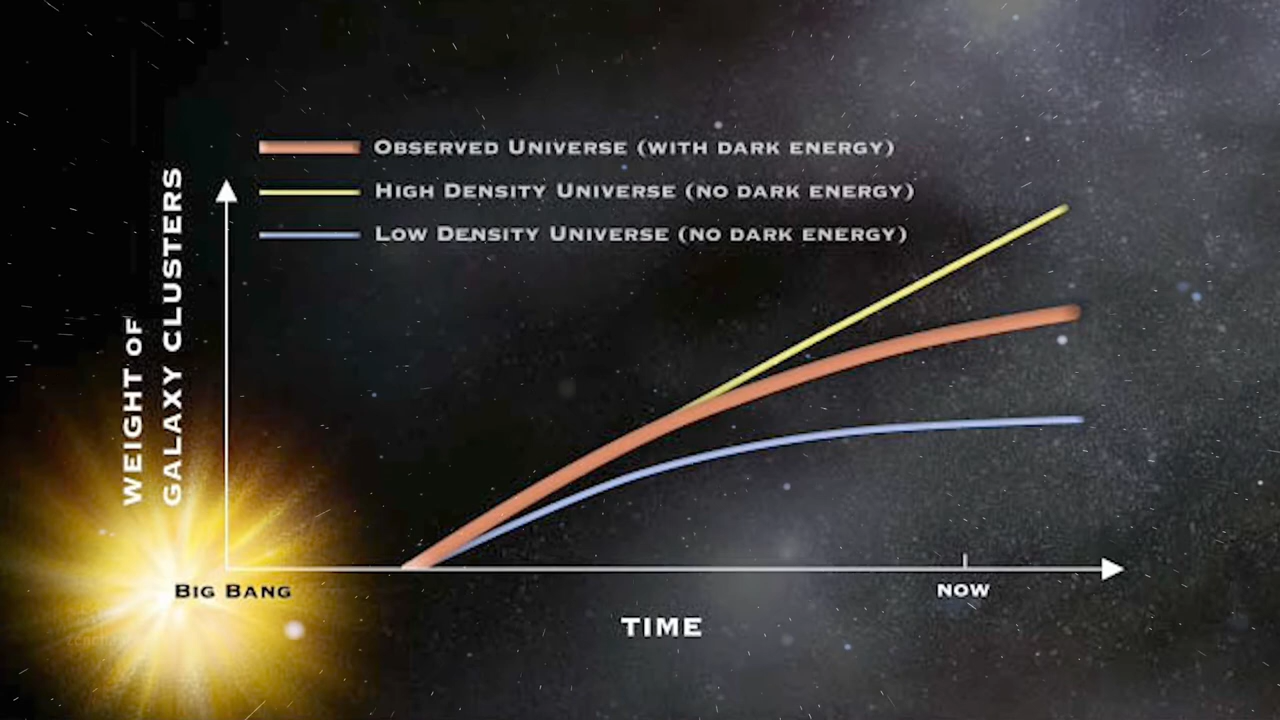 OBSERVED UNIVERSE (WITH DARK ENERGY)
HIGH DENSITY UNIVERSE (NO DARK ENERGY)
LOW DENSITY UNIVERSE (NO DARK ENERGY)
WEIGHT OF
GALAXY CLUSTERS
BIG BANG
NOW
TIME